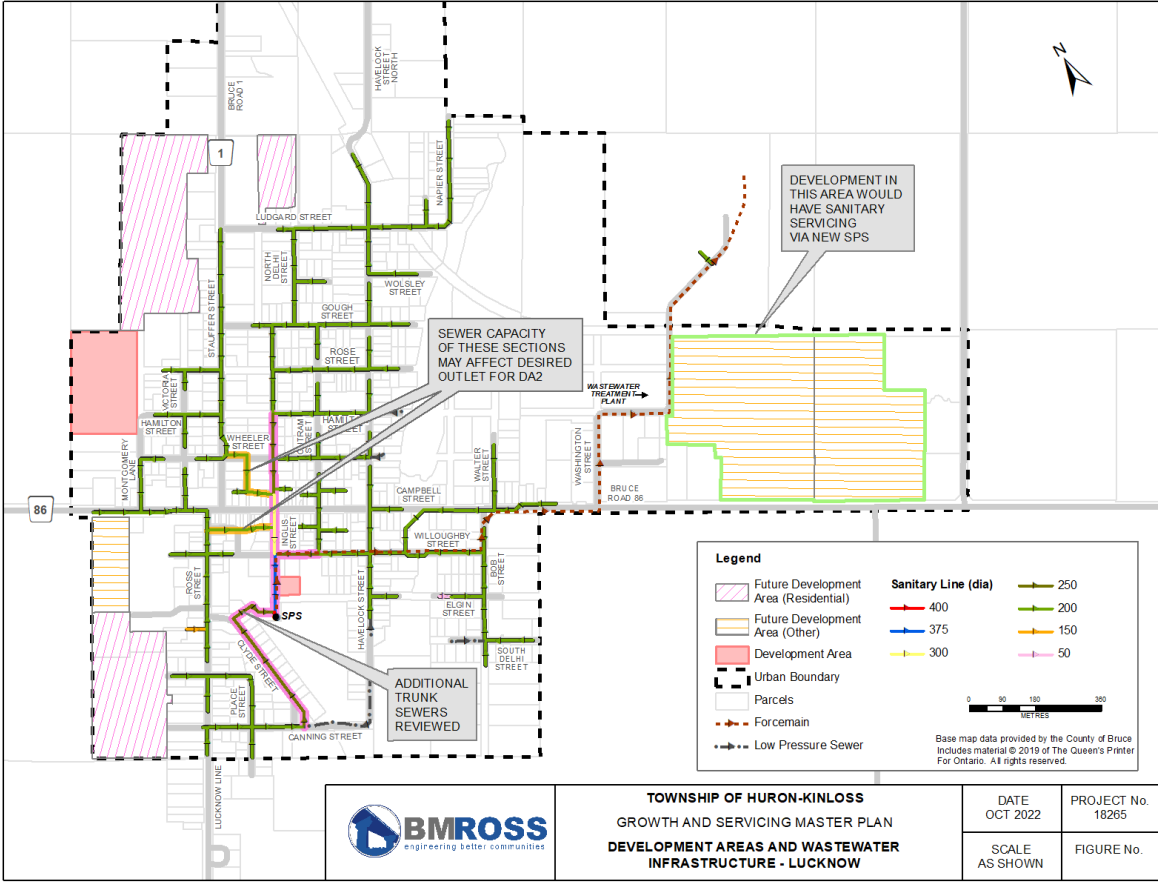 N
HAVELOCK
STREET
NORTH
BRUCE
ROAD 1
1
NAPIER STREET
LUDGARD STREET
DEVELOPMENT IN
THIS AREA WOULD
HAVE SANITARY
SERVICING
VIA NEW SPS
NORTH
DELHI
STREET
WOLSLEY
STREET
STAUFFER STREET
GOUGH
STREET
SEWER CAPACITY
OF THESE SECTIONS
MAY AFFECT DESIRED
OUTLET FOR DA2
ROSE
STREET
VICTORIA
STREET
WASTEWATER
TREATMENT
PLANT
HAMILTON
STREET
WHEELER
STREET
STREET
MONTGOMERY
LANE
WALTER
STREET
WASHINGTON
STREET
CAMPBELL
STREET
BRUCE
ROAD 86
86
INGLIS
STREET
WILLOUGHBY
STREET
ROSS
STREET
BOB
STREET
ELGIN
STREET
SPS
HAVELOCK STREET
CLYDE STREET
SOUTH
DELHI
STREET
ADDITIONAL
TRUNK
SEWERS
REVIEWED
PLACE
STREET
CANNING STREET
LUCKNOW LINE
Legend
Future Development
Area (Residential)
Future Development
Area (Other)
Development Area
Urban Boundary
Parcels
Forcemain
Low Pressure Sewer
Sanitary Line (dia)
400
375
300
250
200
150
50
0 90 180 360
METRES
Base map data provided by the County of Bruce
Includes material © 2019 of The Queen's Printer
For Ontario. All rights reserved.
BMROSS
engineering better communities
TOWNSHIP OF HURON-KINLOSS
GROWTH AND SERVICING MASTER PLAN
DEVELOPMENT AREAS AND WASTEWATER
INFRASTRUCTURE - LUCKNOW
DATE
OCT 2022
PROJECT No.
18265
SCALE
AS SHOWN
FIGURE No.